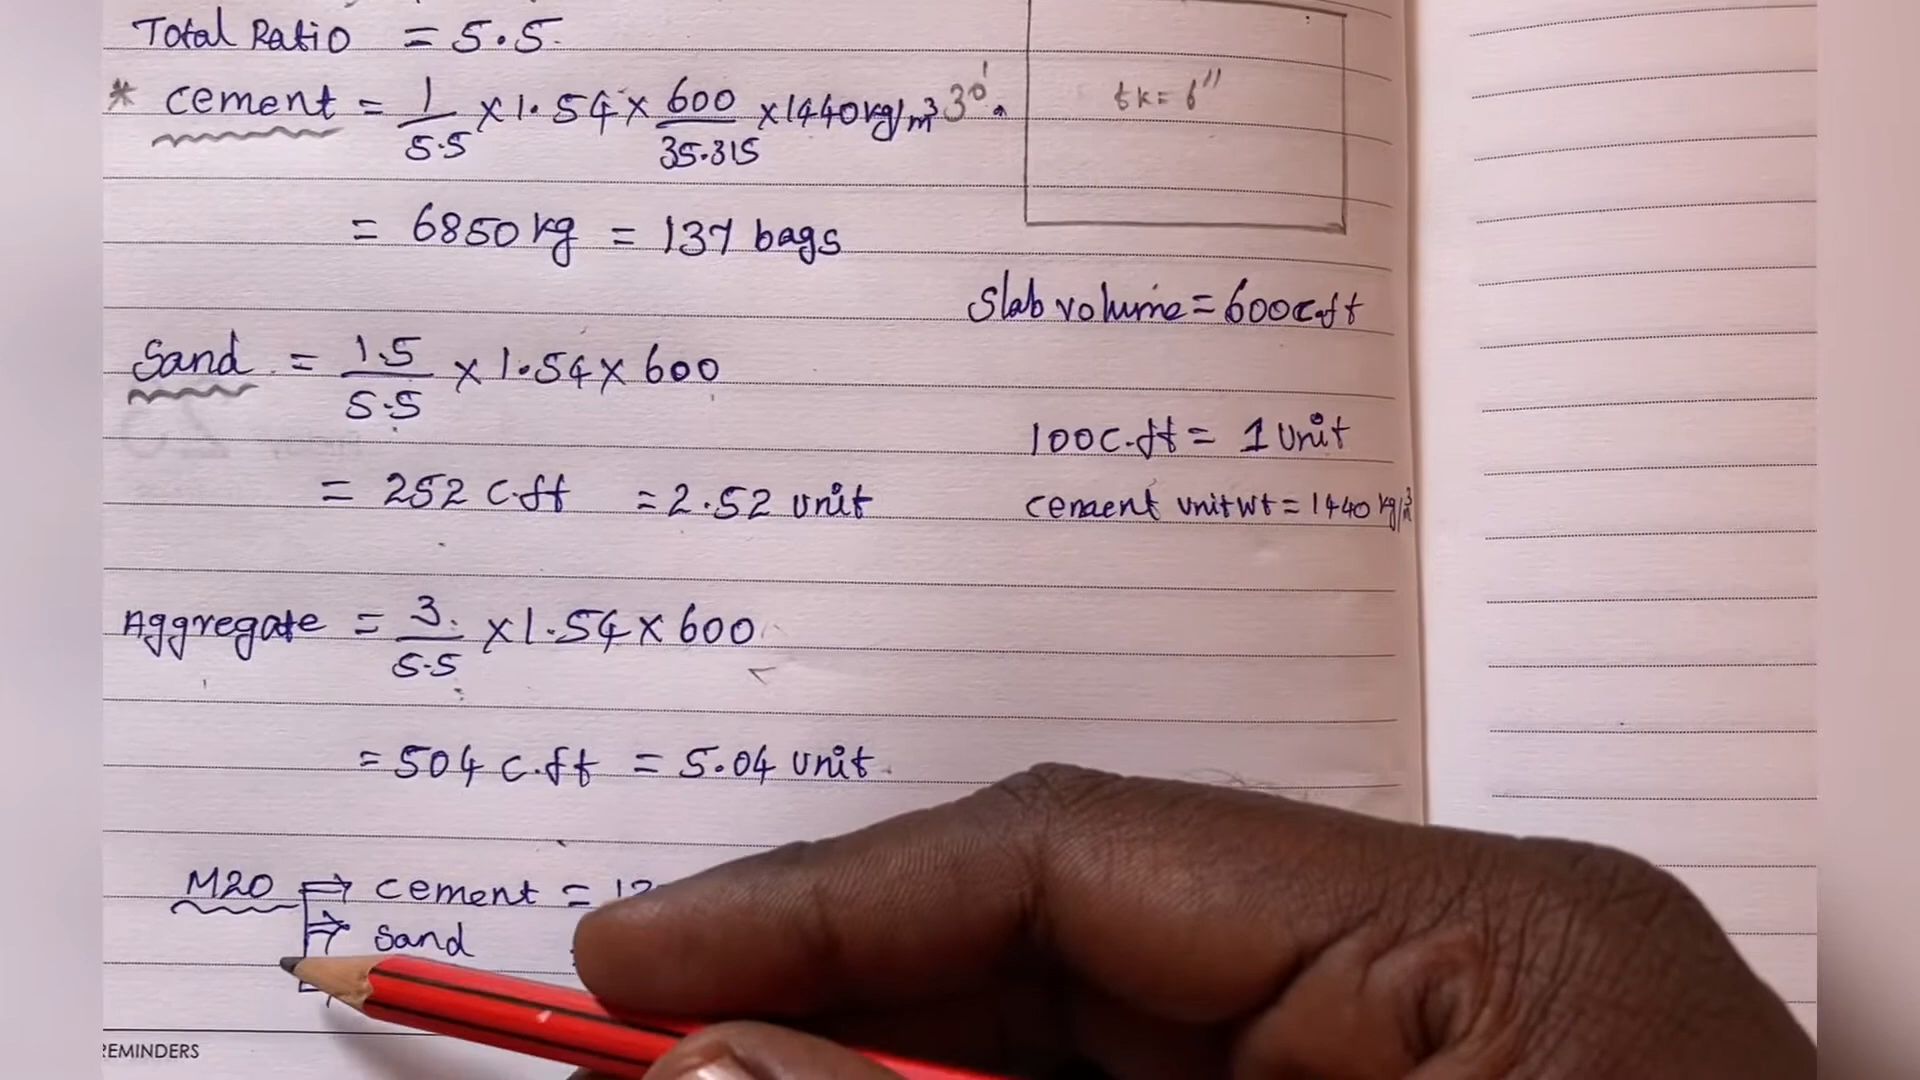 Total Ratio = 5.5
* cement = 1/5.5 x 1.54 x 600/35.315 x 1440 kg/m³
30'
tk = 6"
= 6850 kg = 137 bags
Slab volume = 600 c.ft
Sand = 1.5/5.5 x 1.54 x 600
100 c.ft = 1 unit
= 252 c.ft = 2.52 unit
cement unit wt = 1440 kg/m³
Aggregate = 3/5.5 x 1.54 x 600
= 504 c.ft = 5.04 unit
M20 ⇒ cement =
⇒ sand
REMINDERS